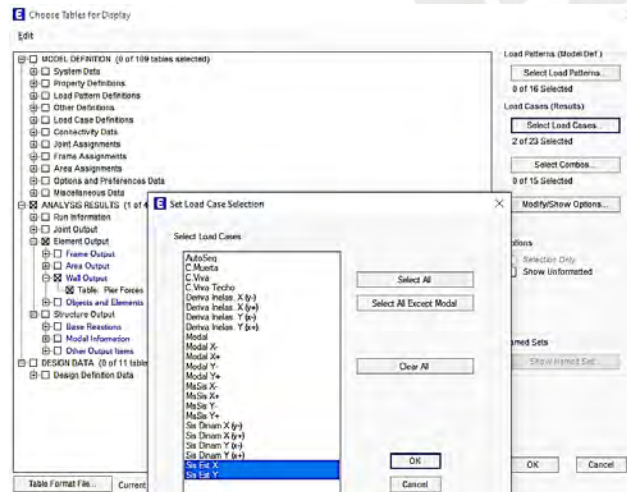 E Choose Tables for Display
Edit
MODEL DEFINITION (0 of 109 tables selected)
System Data
Property Definitions
Load Pattern Definitions
Other Definitions
Load Case Definitions
Connectivity Data
Joint Assignments
Frame Assignments
Area Assignments
Options and Preferences Data
Miscellaneous Data
ANALYSIS RESULTS (1 of 4
Run Information
Joint Output
Element Output
Frame Output
Area Output
Wall Output
Table: Pier Forces
Objects and Elements
Structure Output
Base Reactions
Modal Information
Other Output Items
DESIGN DATA (0 of 11 table
Design Definition Data
Table Format File...
Current
Load Patterns (Model Def.)
Select Load Patterns...
0 of 16 Selected
Load Cases (Results)
Select Load Cases...
2 of 23 Selected
Select Combos...
0 of 15 Selected
Modify/Show Options...
ptions
Selection Only
Show Unformatted
amed Sets
Show Named Set...
OK
Cancel
E Set Load Case Selection
Select Load Cases
AutoSeq
C.Muerta
C.Viva
C.Viva Techo
Deriva Inelas. X (y-)
Deriva Inelas. X (y+)
Deriva Inelas. Y (x-)
Deriva Inelas. Y (x+)
Modal
Modal X-
Modal X+
Modal Y-
Modal Y+
MsSis X-
MsSis X+
MsSis Y-
MsSis Y+
Sis Dinam X (y-)
Sis Dinam X (y+)
Sis Dinam Y (x-)
Sis Dinam Y (x+)
Sis Est X
Sis Est Y
Select All
Select All Except Modal
Clear All
OK
Cancel